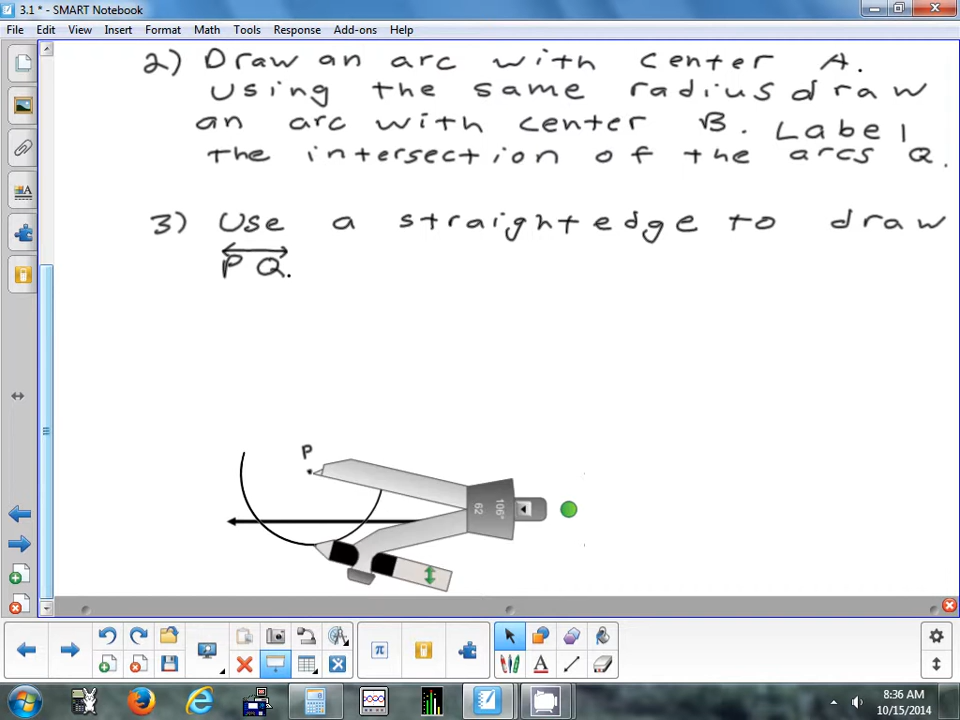 3.1 * - SMART Notebook
File Edit View Insert Format Math Tools Response Add-ons Help
2) Draw an arc with center A.
Using the same radius draw
an arc with center B. Label
the intersection of the arcs Q.
3) Use a straightedge to draw
PQ.
P
62 106°
π
A
8:36 AM
10/15/2014